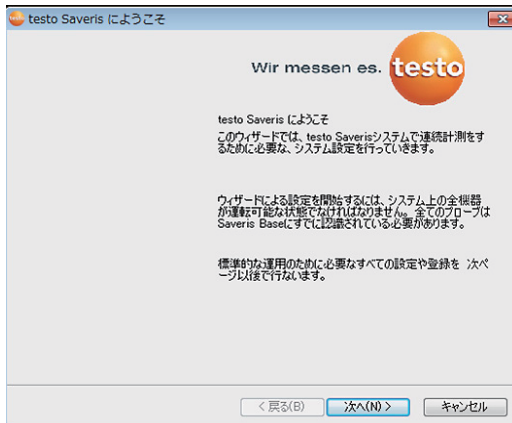 testo Saveris にようこそ
Wir messen es. testo
testo Saveris にようこそ
このウィザードでは、testo Saverisシステムで連続計測をす
るために必要な、システム設定を行っていきます。
ウィザードによる設定を開始するには、システム上の全機器
が運転可能な状態でなければなりません。全てのプローブは
Saveris Baseにすでに認識されている必要があります。
標準的な運用のために必要なすべての設定や登録を 次ペ
ージ以後で行ないます。
< 戻る(B) 次へ(N) > キャンセル